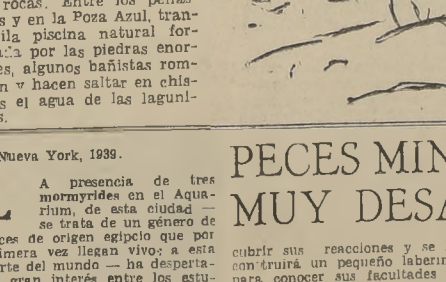 rocas. Entre los peñas
s y en la Poza Azul, tran-
ila piscina natural for-
por las piedras enor-
es, algunos bañistas rom-
n y hacen saltar en chis-
s el agua de las laguni-
s.
Nueva York, 1939.
A presencia de tres
mormyrides en el Aqua-
rium, de esta ciudad —
se trata de un género de
ces de origen egipcio que por
imera vez llegan vivo; a esta
rte del mundo — ha desperta-
gran interés entre los estu-
PECES MIN
MUY DESA
cubrir sus reacciones y se
con truirá un pequeño laberin
para conocer sus facultades